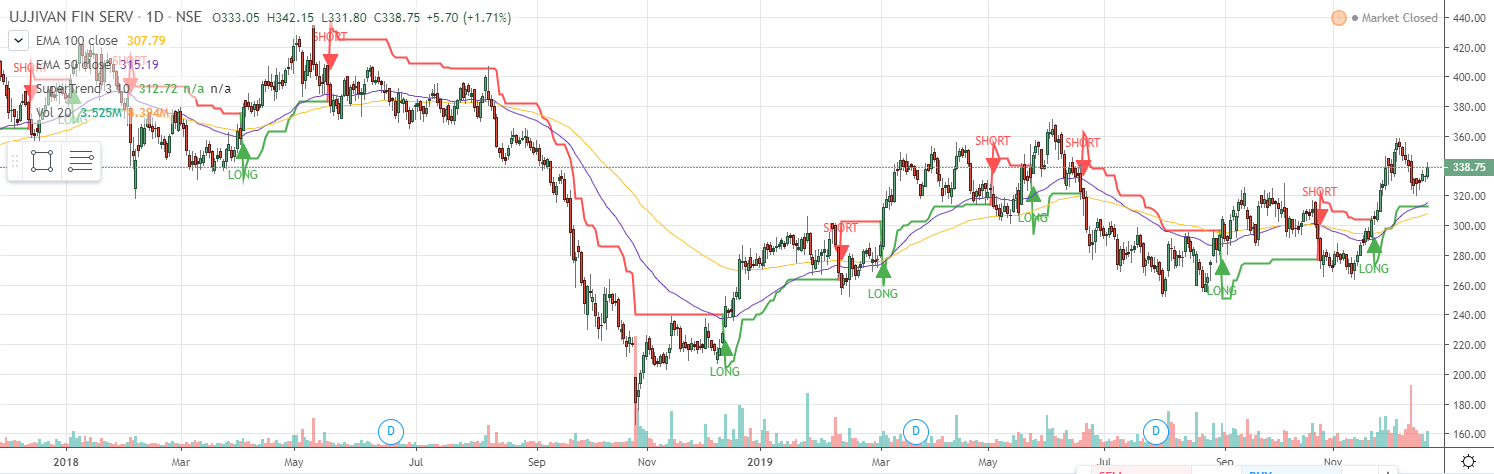 UJJIVAN FIN SERV · 1D · NSE O333.05 H342.15 L331.80 C338.75 +5.70 (+1.71%)
Market Closed
EMA 100 close 307.79
EMA 50 close 315.19
SuperTrend 3 10 312.72 n/a n/a
Vol 20 3.525M 4.394M
SHORT
SHORT
SHORT
SHORT
SHORT
SHORT
SHORT
LONG
LONG
LONG
LONG
LONG
LONG
LONG
D
D
D
440.00
420.00
400.00
380.00
360.00
338.75
320.00
300.00
280.00
260.00
240.00
220.00
200.00
180.00
160.00
2018 Mar May Jul Sep Nov 2019 Mar May Jul Sep Nov